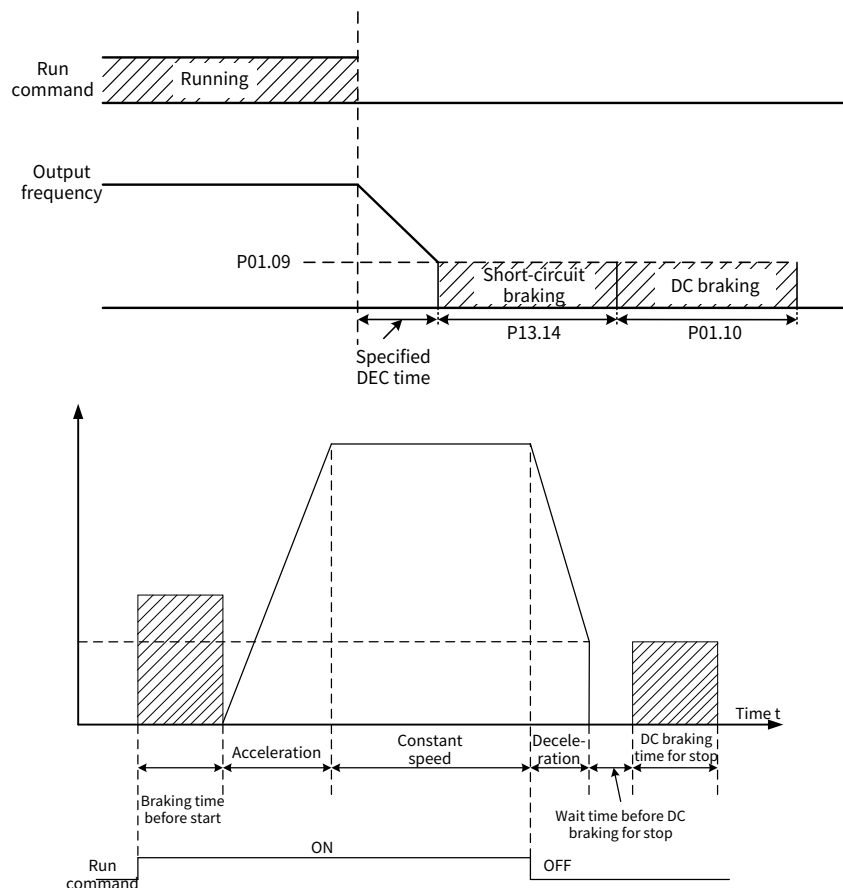 Run
command
Running
Output
frequency
P01.09
Short-circuit
braking
DC braking
P13.14
P01.10
Specified
DEC time
Time t
Acceleration
Constant
speed
Decele-
ration
DC braking
time for stop
Braking time
before start
Wait time before DC
braking for stop
ON
OFF
Run
command